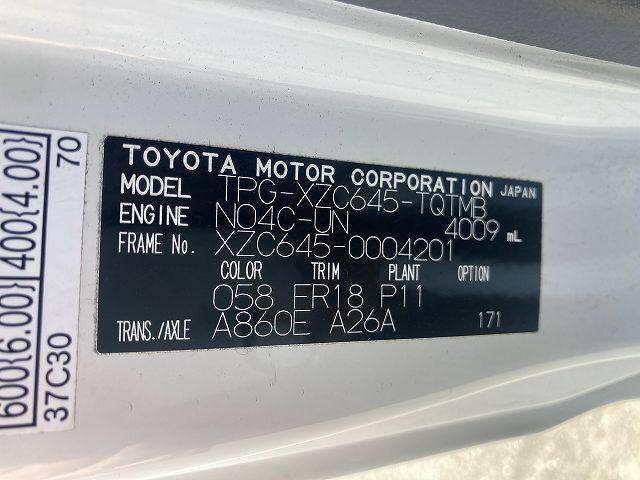 TOYOTA MOTOR CORPORATION JAPAN
MODEL TPG-XZC645-TQTMB
ENGINE N04C-UN 4009 mL
FRAME No. XZC645-0004201
COLOR TRIM PLANT OPTION
058 FR18 P11
TRANS./AXLE A860E A26A 171
600{6.00} 400{4.00}
37C30 70